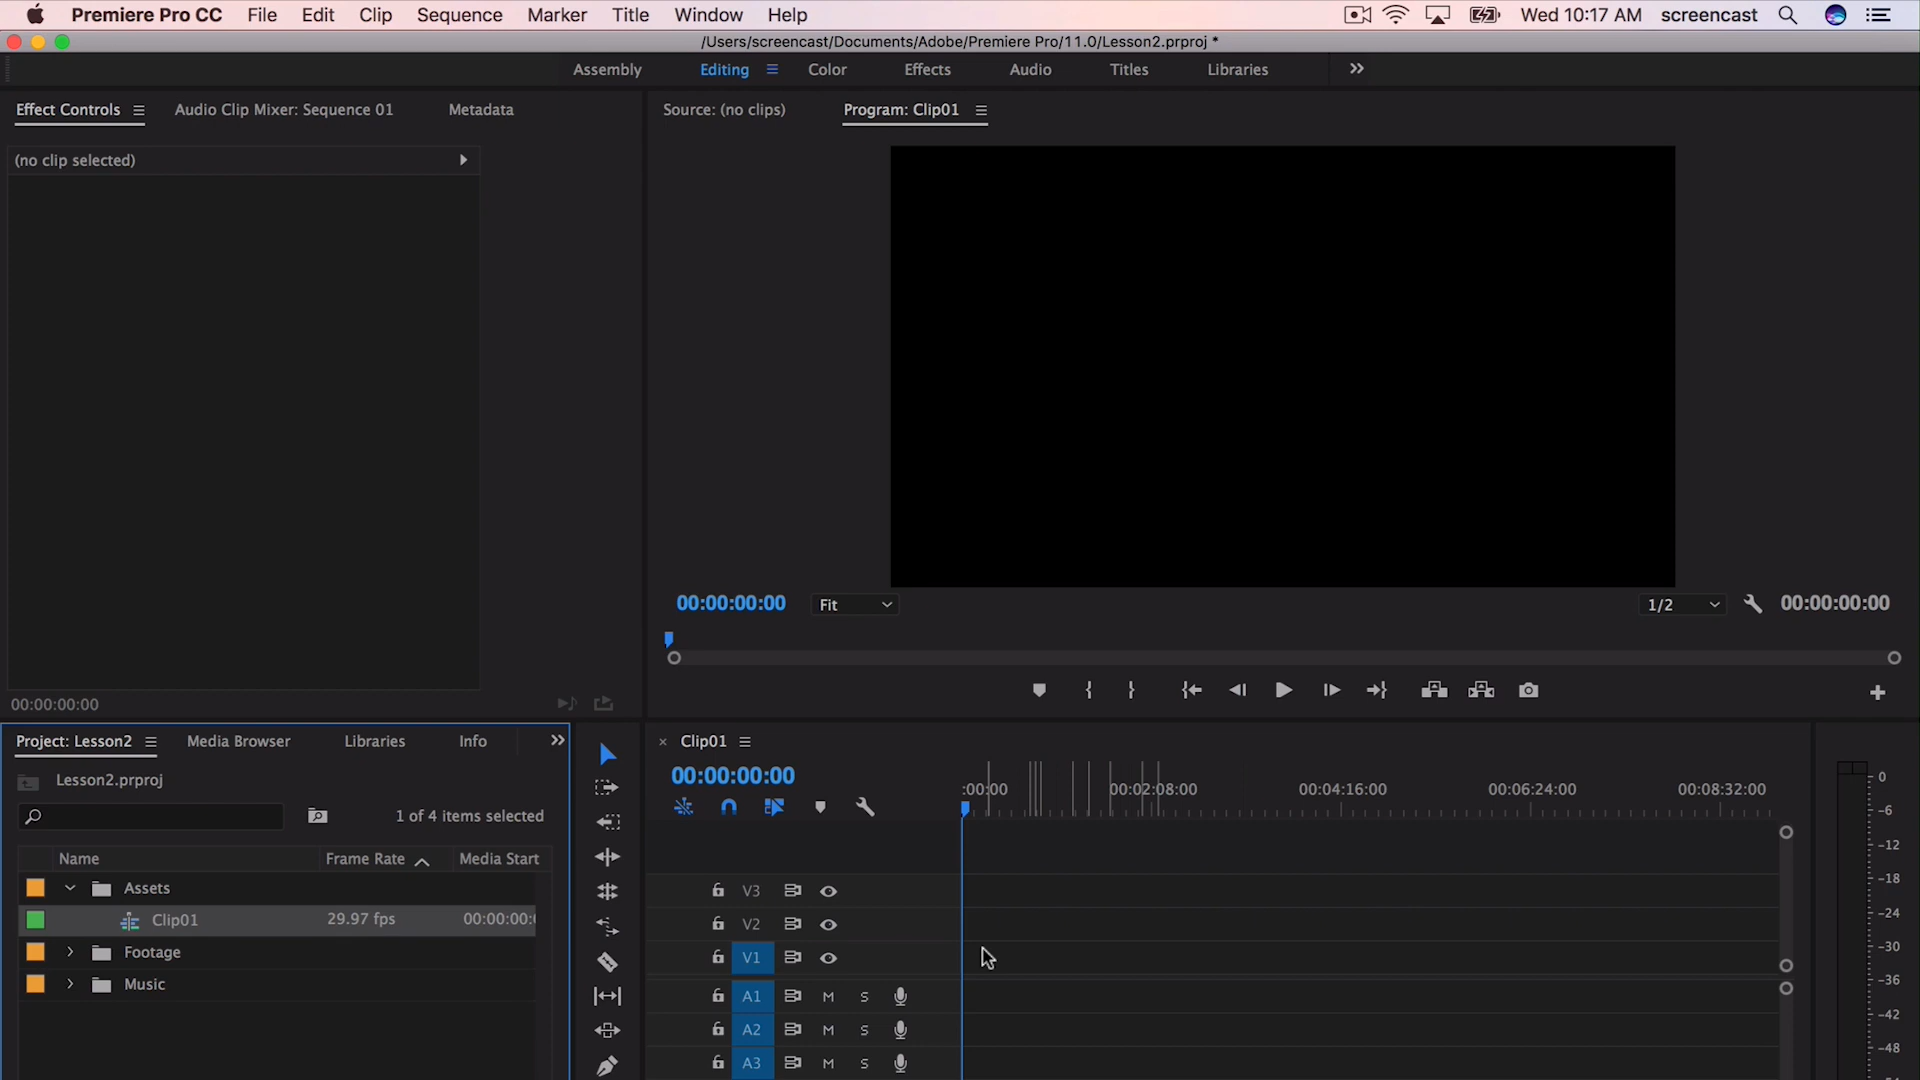 Premiere Pro CC File Edit Clip Sequence Marker Title Window Help Wed 10:17 AM screencast
/Users/screencast/Documents/Adobe/Premiere Pro/11.0/Lesson2.prproj *
Assembly Editing Color Effects Audio Titles Libraries
Effect Controls Audio Clip Mixer: Sequence 01 Metadata
Source: (no clips) Program: Clip01
(no clip selected)
00:00:00:00 Fit 1/2 00:00:00:00
00:00:00:00
Project: Lesson2 Media Browser Libraries Info
Lesson2.prproj
1 of 4 items selected
Name Frame Rate Media Start
Assets
Clip01 29.97 fps 00:00:00:
Footage
Music
Clip01
00:00:00:00
:00:00 00:02:08:00 00:04:16:00 00:06:24:00 00:08:32:00
V3
V2
V1
A1 M S
A2 M S
A3 M S
0
-6
-12
-18
-24
-30
-36
-42
-48